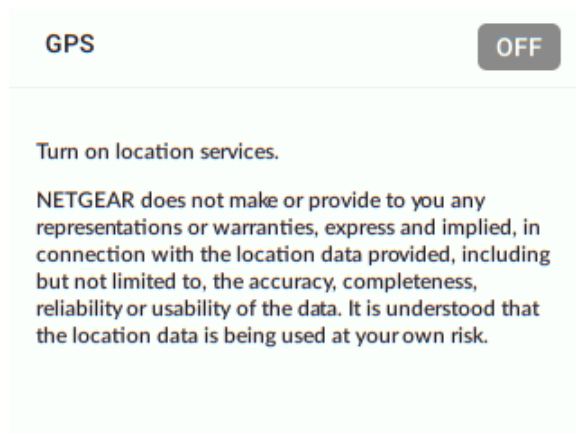 GPS
OFF
Turn on location services.
NETGEAR does not make or provide to you any
representations or warranties, express and implied, in
connection with the location data provided, including
but not limited to, the accuracy, completeness,
reliability or usability of the data. It is understood that
the location data is being used at your own risk.